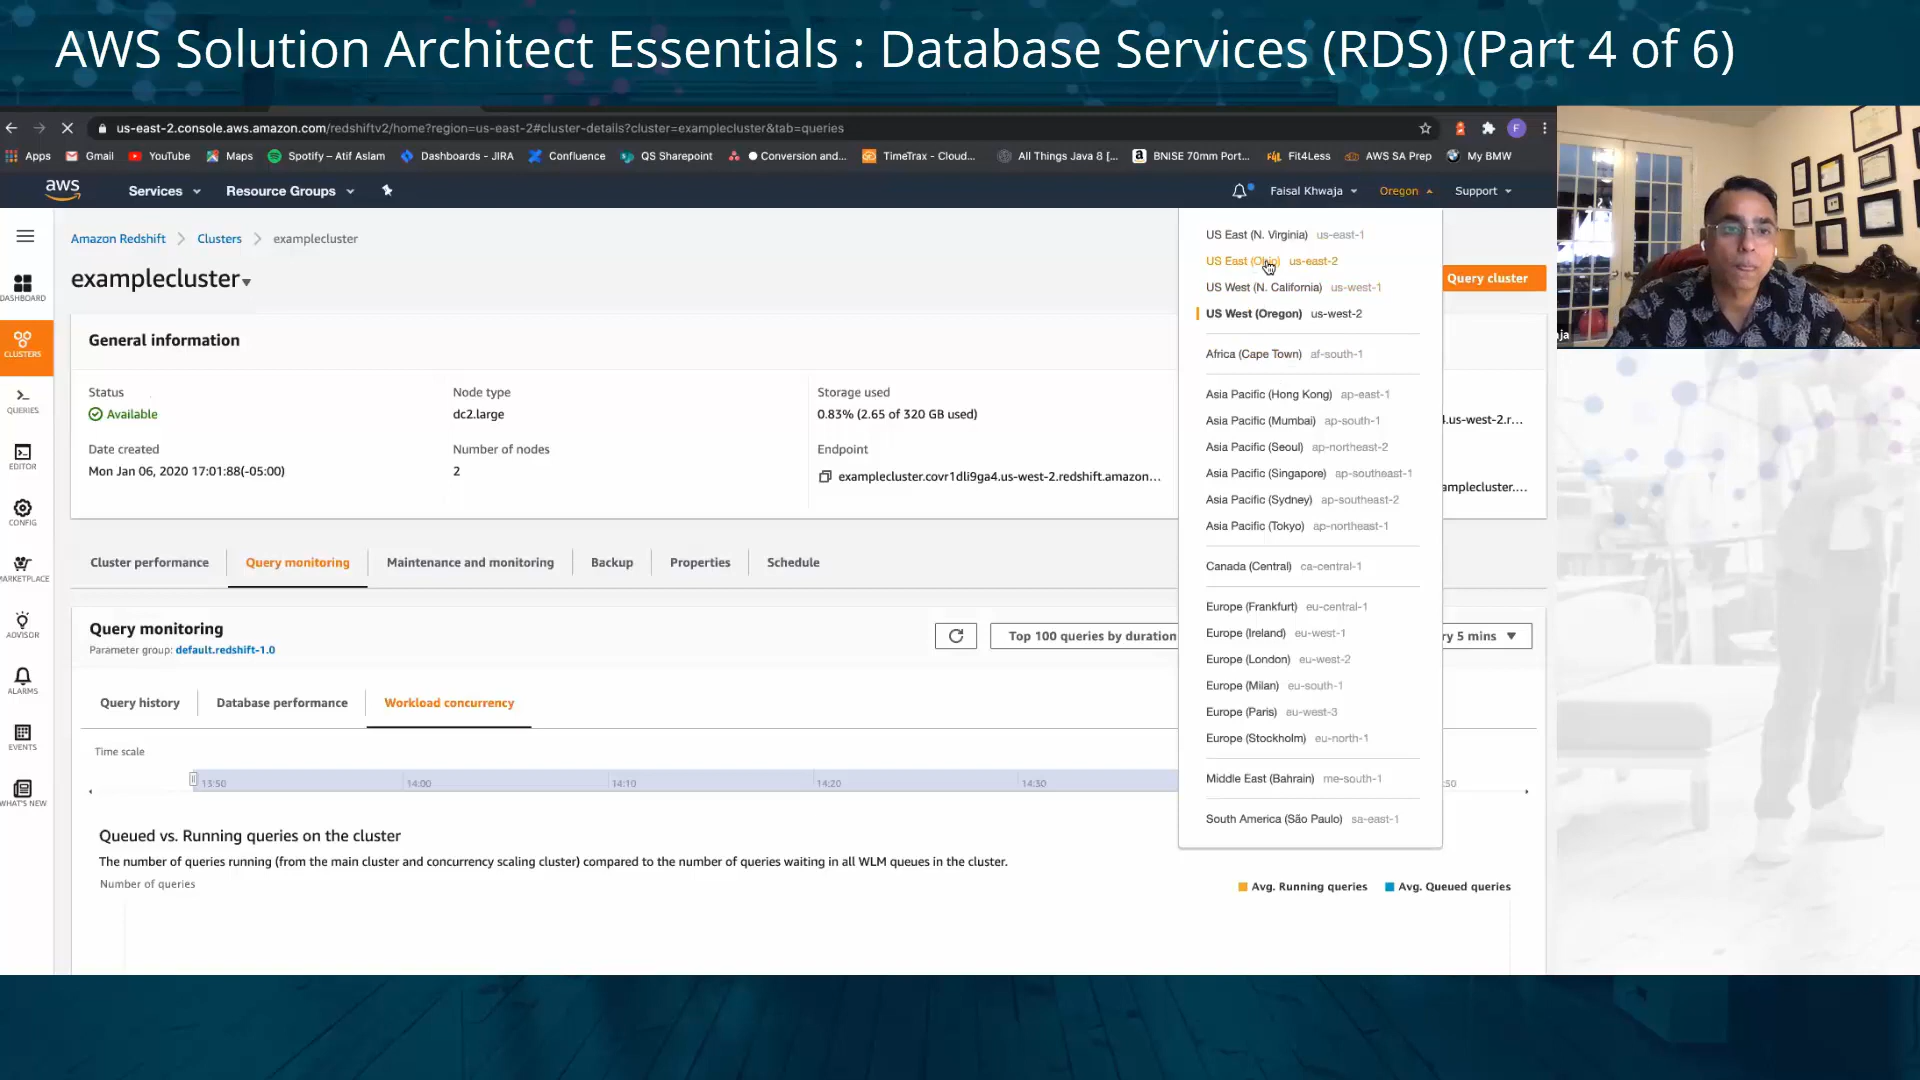 AWS Solution Architect Essentials : Database Services (RDS) (Part 4 of 6)
us-east-2.console.aws.amazon.com/redshiftv2/home?region=us-east-2#cluster-details?cluster=examplecluster&tab=queries
F
Apps Gmail YouTube Maps Spotify – Atif Aslam Dashboards - JIRA Confluence QS Sharepoint Conversion and... TimeTrax - Cloud... All Things Java 8 [... BNISE 70mm Port... Fit4Less AWS SA Prep My BMW
aws Services Resource Groups Faisal Khwaja Oregon Support
Amazon Redshift Clusters examplecluster
examplecluster
Query cluster
DASHBOARD
CLUSTERS
QUERIES
EDITOR
CONFIG
MARKETPLACE
ADVISOR
ALARMS
EVENTS
WHAT'S NEW
General information
Status Node type Storage used
Available dc2.large 0.83% (2.65 of 320 GB used)
Date created Number of nodes Endpoint
Mon Jan 06, 2020 17:01:88(-05:00) 2 examplecluster.covr1dli9ga4.us-west-2.redshift.amazon...
.us-west-2.r...
amplecluster....
US East (N. Virginia) us-east-1
US East (Ohio) us-east-2
US West (N. California) us-west-1
US West (Oregon) us-west-2
Africa (Cape Town) af-south-1
Asia Pacific (Hong Kong) ap-east-1
Asia Pacific (Mumbai) ap-south-1
Asia Pacific (Seoul) ap-northeast-2
Asia Pacific (Singapore) ap-southeast-1
Asia Pacific (Sydney) ap-southeast-2
Asia Pacific (Tokyo) ap-northeast-1
Canada (Central) ca-central-1
Europe (Frankfurt) eu-central-1
Europe (Ireland) eu-west-1
Europe (London) eu-west-2
Europe (Milan) eu-south-1
Europe (Paris) eu-west-3
Europe (Stockholm) eu-north-1
Middle East (Bahrain) me-south-1
South America (São Paulo) sa-east-1
Cluster performance Query monitoring Maintenance and monitoring Backup Properties Schedule
Query monitoring
Parameter group: default.redshift-1.0
Top 100 queries by duration
ry 5 mins
Query history Database performance Workload concurrency
Time scale
13:50 14:00 14:10 14:20 14:30 :50
Queued vs. Running queries on the cluster
The number of queries running (from the main cluster and concurrency scaling cluster) compared to the number of queries waiting in all WLM queues in the cluster.
Number of queries
Avg. Running queries Avg. Queued queries
ja